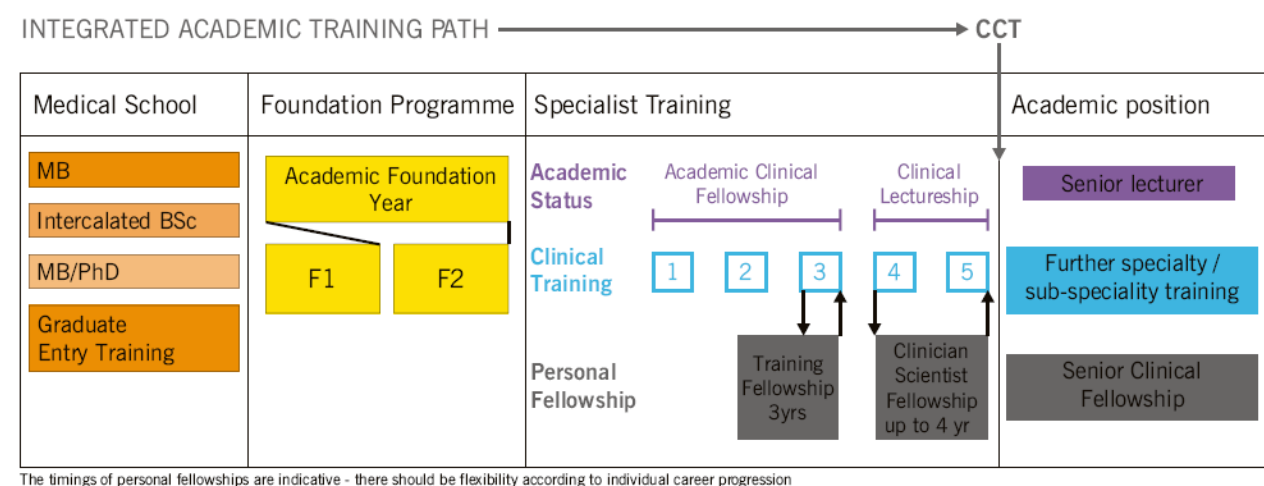 INTEGRATED ACADEMIC TRAINING PATH
CCT
Medical School
Foundation Programme
Specialist Training
Academic position
MB
Intercalated BSc
MB/PhD
Graduate
Entry Training
Academic Foundation
Year
F1
F2
Academic
Status
Academic Clinical
Fellowship
Clinical
Lectureship
Clinical
Training
1
2
3
4
5
Personal
Fellowship
Training
Fellowship
3yrs
Clinician
Scientist
Fellowship
up to 4 yr
Senior lecturer
Further specialty /
sub-speciality training
Senior Clinical
Fellowship
The timings of personal fellowships are indicative - there should be flexibility according to individual career progression